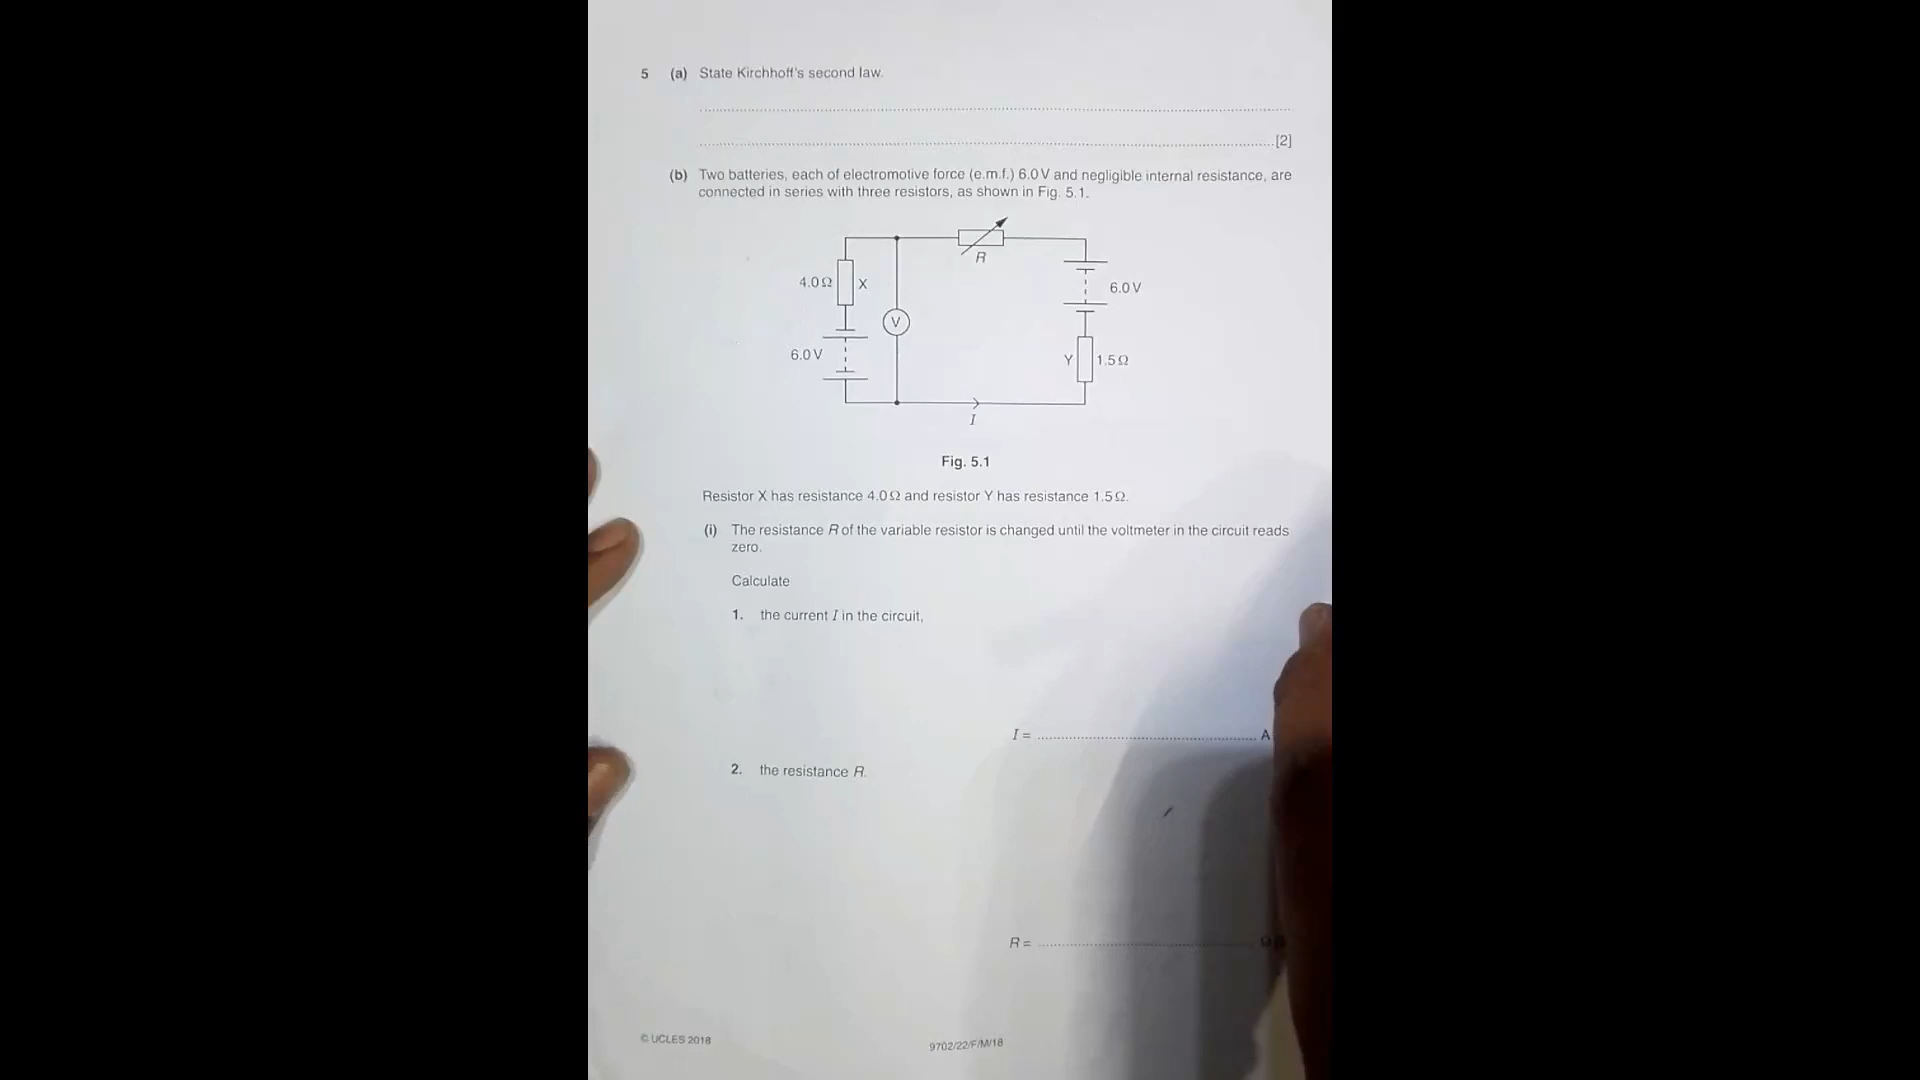 5 (a) State Kirchhoff's second law.
[2]
(b) Two batteries, each of electromotive force (e.m.f.) 6.0 V and negligible internal resistance, are
connected in series with three resistors, as shown in Fig. 5.1.
R
4.0 Ω X
6.0 V
V
6.0 V
Y 1.5 Ω
I
Fig. 5.1
Resistor X has resistance 4.0 Ω and resistor Y has resistance 1.5 Ω.
(i) The resistance R of the variable resistor is changed until the voltmeter in the circuit reads
zero.
Calculate
1. the current I in the circuit,
I = A
2. the resistance R.
R = Ω
© UCLES 2018
9702/22/F/M/18